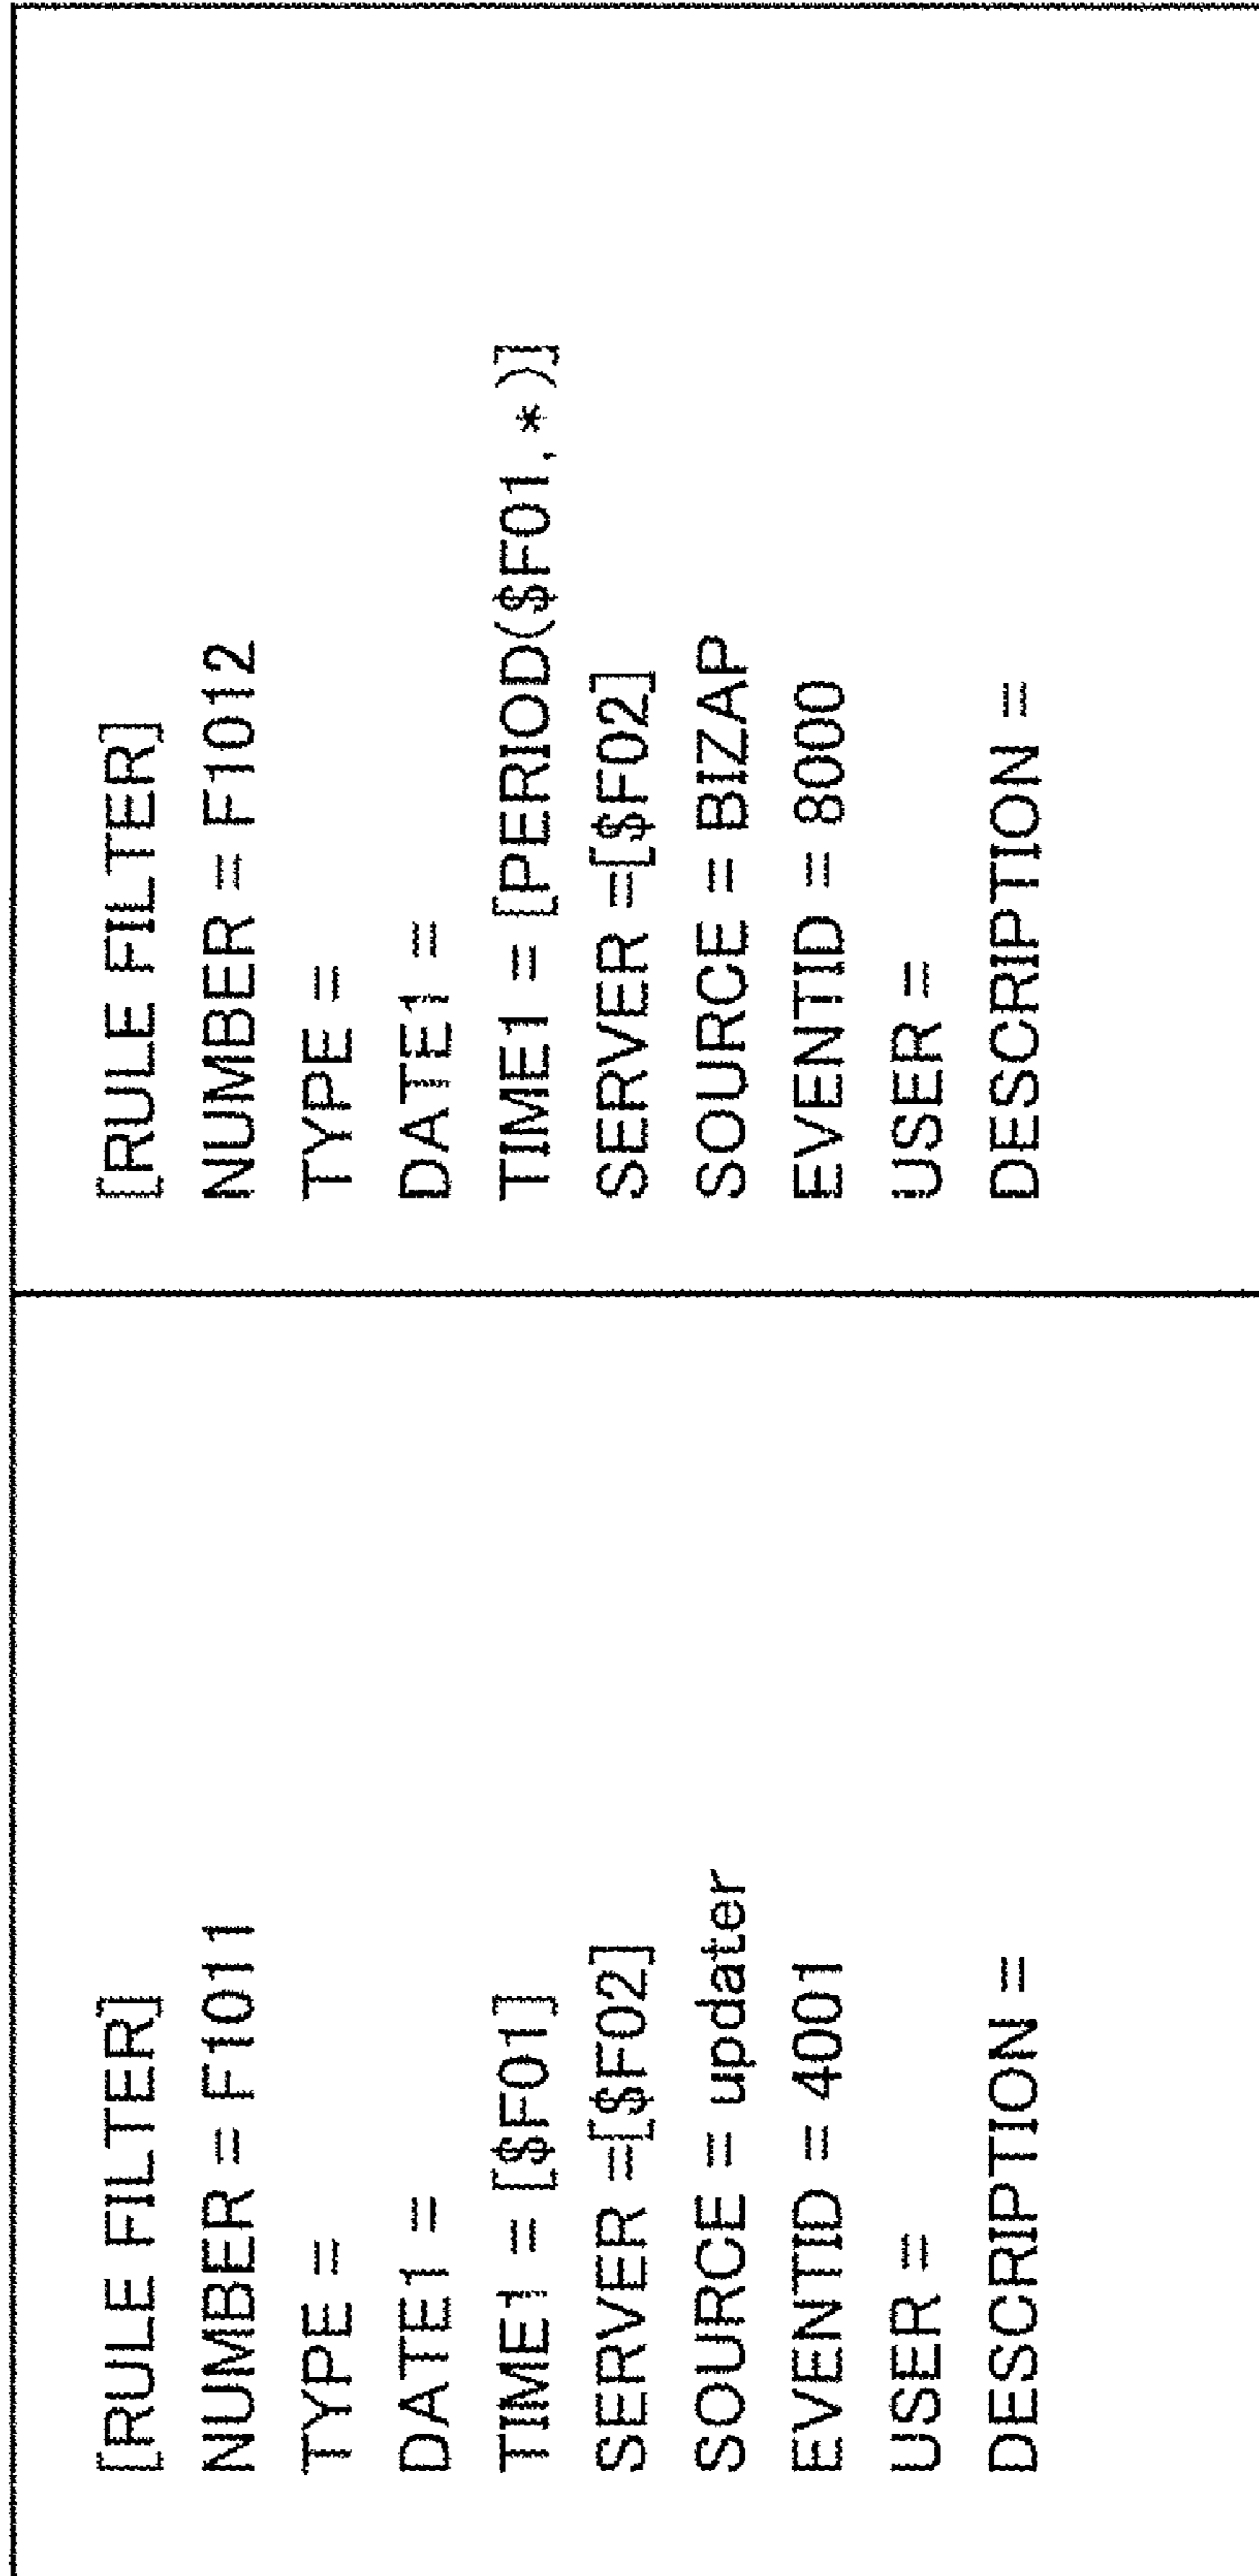 [RULE FILTER]
NUMBER = F1011
TYPE =
DATE1 =
TIME1 = [$F01]
SERVER =[$F02]
SOURCE = updater
EVENTID = 4001
USER =
DESCRIPTION =
[RULE FILTER]
NUMBER = F1012
TYPE =
DATE1 =
TIME1 = [PERIOD($F01, * )]
SERVER =[$F02]
SOURCE = BIZAP
EVENTID = 8000
USER =
DESCRIPTION =